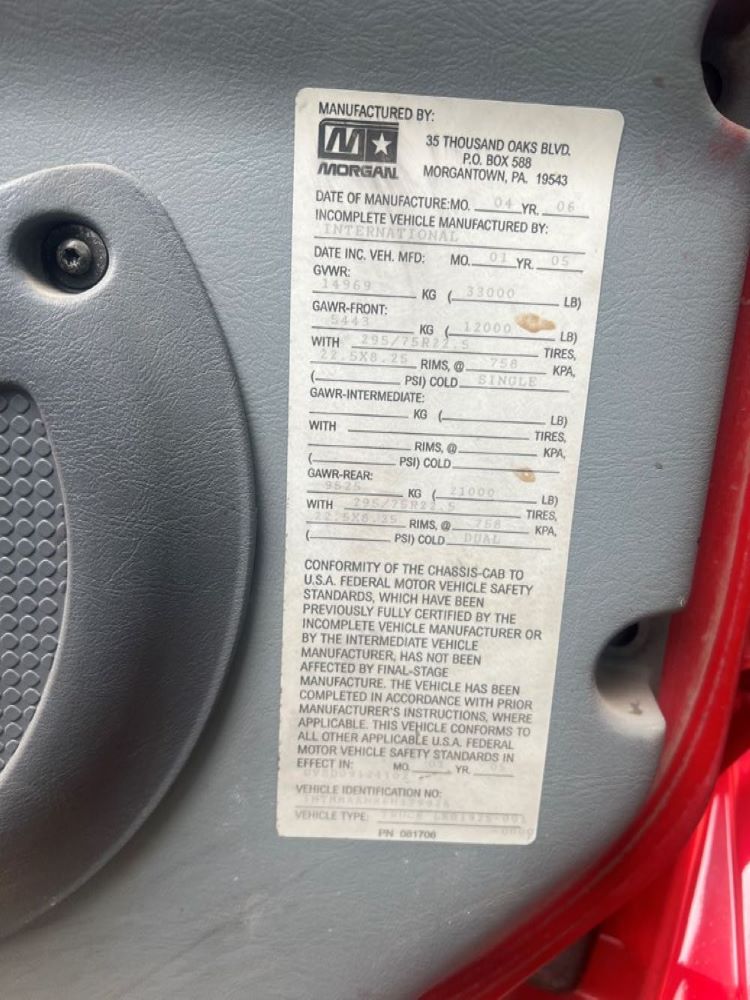 MANUFACTURED BY:
M
MORGAN
35 THOUSAND OAKS BLVD.
P.O. BOX 588
MORGANTOWN, PA. 19543
DATE OF MANUFACTURE:MO. 04 YR. 06
INCOMPLETE VEHICLE MANUFACTURED BY:
INTERNATIONAL
DATE INC. VEH. MFD: MO. 01 YR. 05
GVWR:
14969 KG ( 33000 LB)
GAWR-FRONT:
5443 KG ( 12000 LB)
WITH 295/75R22.5 TIRES,
22.5X8.25 RIMS, @ 758 KPA,
( PSI) COLD SINGLE
GAWR-INTERMEDIATE:
KG ( LB)
WITH TIRES,
RIMS, @ KPA,
( PSI) COLD
GAWR-REAR:
9525 KG ( 21000 LB)
WITH 295/75R22.5 TIRES,
22.5X8.25 RIMS, @ 758 KPA,
( PSI) COLD DUAL
CONFORMITY OF THE CHASSIS-CAB TO
U.S.A. FEDERAL MOTOR VEHICLE SAFETY
STANDARDS, WHICH HAVE BEEN
PREVIOUSLY FULLY CERTIFIED BY THE
INCOMPLETE VEHICLE MANUFACTURER OR
BY THE INTERMEDIATE VEHICLE
MANUFACTURER, HAS NOT BEEN
AFFECTED BY FINAL-STAGE
MANUFACTURE. THE VEHICLE HAS BEEN
COMPLETED IN ACCORDANCE WITH PRIOR
MANUFACTURER'S INSTRUCTIONS, WHERE
APPLICABLE. THIS VEHICLE CONFORMS TO
ALL OTHER APPLICABLE U.S.A. FEDERAL
MOTOR VEHICLE SAFETY STANDARDS IN
EFFECT IN: MO. YR.
VEHICLE IDENTIFICATION NO:
VEHICLE TYPE: TRUCK
PN 061706